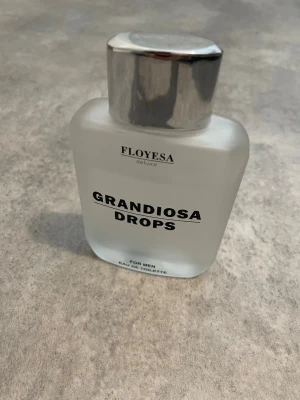 FLOYESA
GRANDIOSA
DROPS
FOR MEN
EAU DE TOILETTE